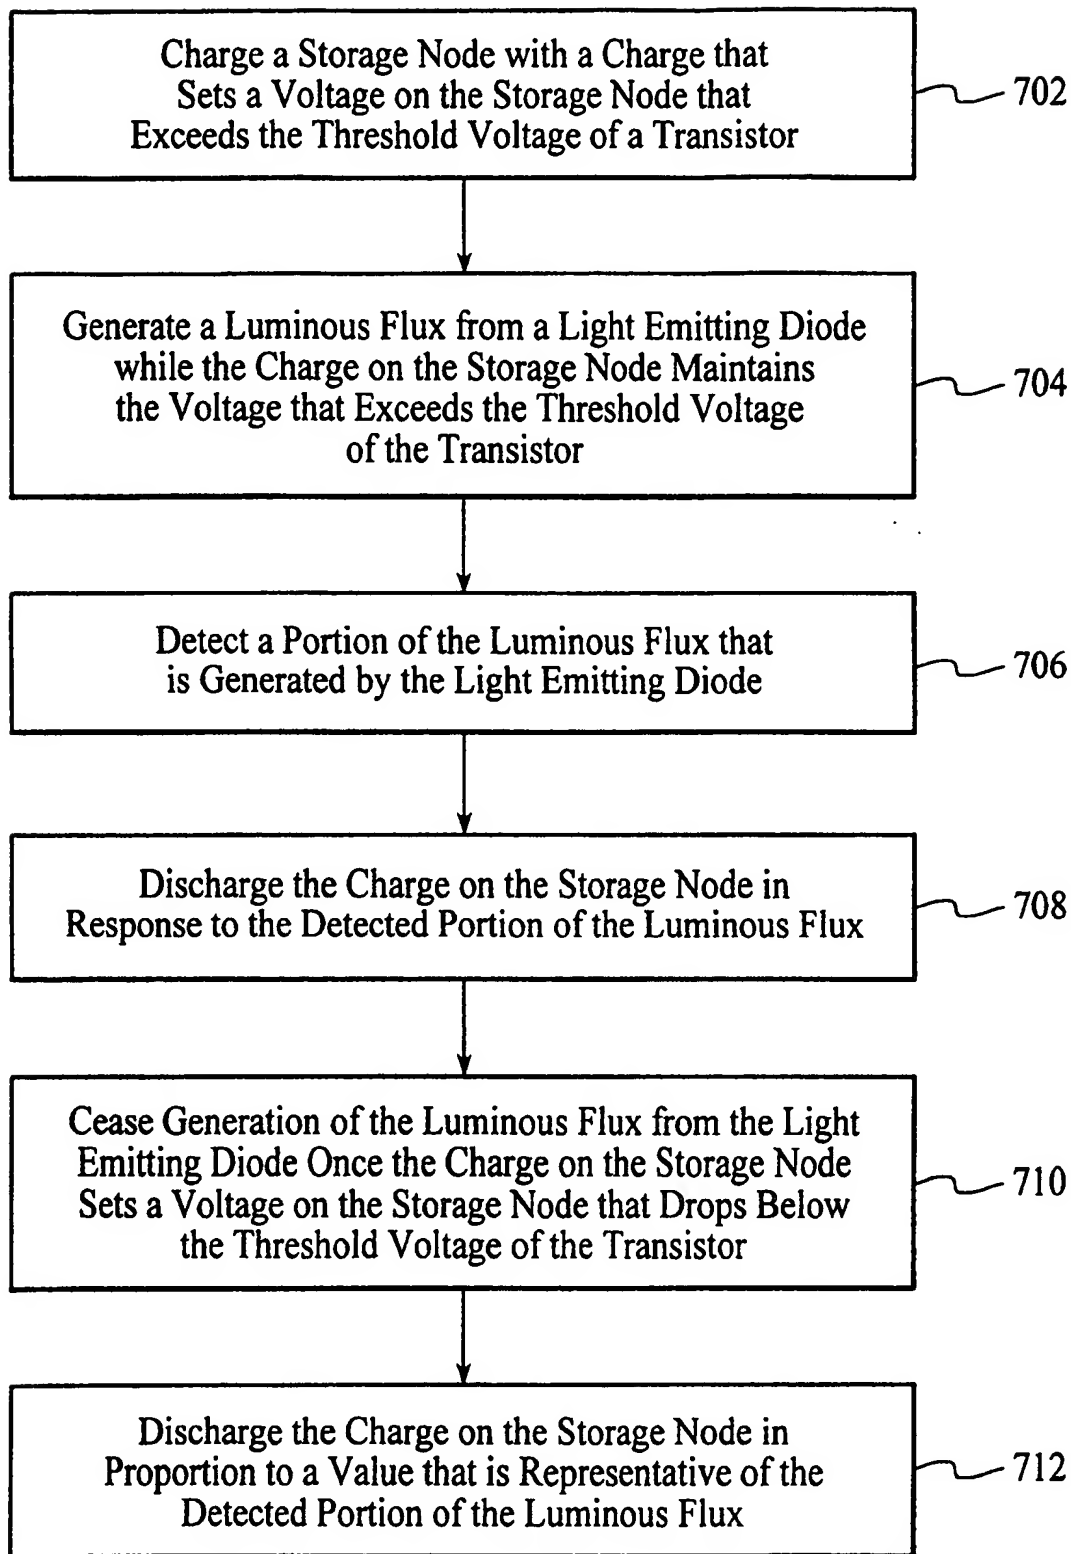 Charge a Storage Node with a Charge that
Sets a Voltage on the Storage Node that
Exceeds the Threshold Voltage of a Transistor
702
Generate a Luminous Flux from a Light Emitting Diode
while the Charge on the Storage Node Maintains
the Voltage that Exceeds the Threshold Voltage
of the Transistor
704
Detect a Portion of the Luminous Flux that
is Generated by the Light Emitting Diode
706
Discharge the Charge on the Storage Node in
Response to the Detected Portion of the Luminous Flux
708
Cease Generation of the Luminous Flux from the Light
Emitting Diode Once the Charge on the Storage Node
Sets a Voltage on the Storage Node that Drops Below
the Threshold Voltage of the Transistor
710
Discharge the Charge on the Storage Node in
Proportion to a Value that is Representative of the
Detected Portion of the Luminous Flux
712